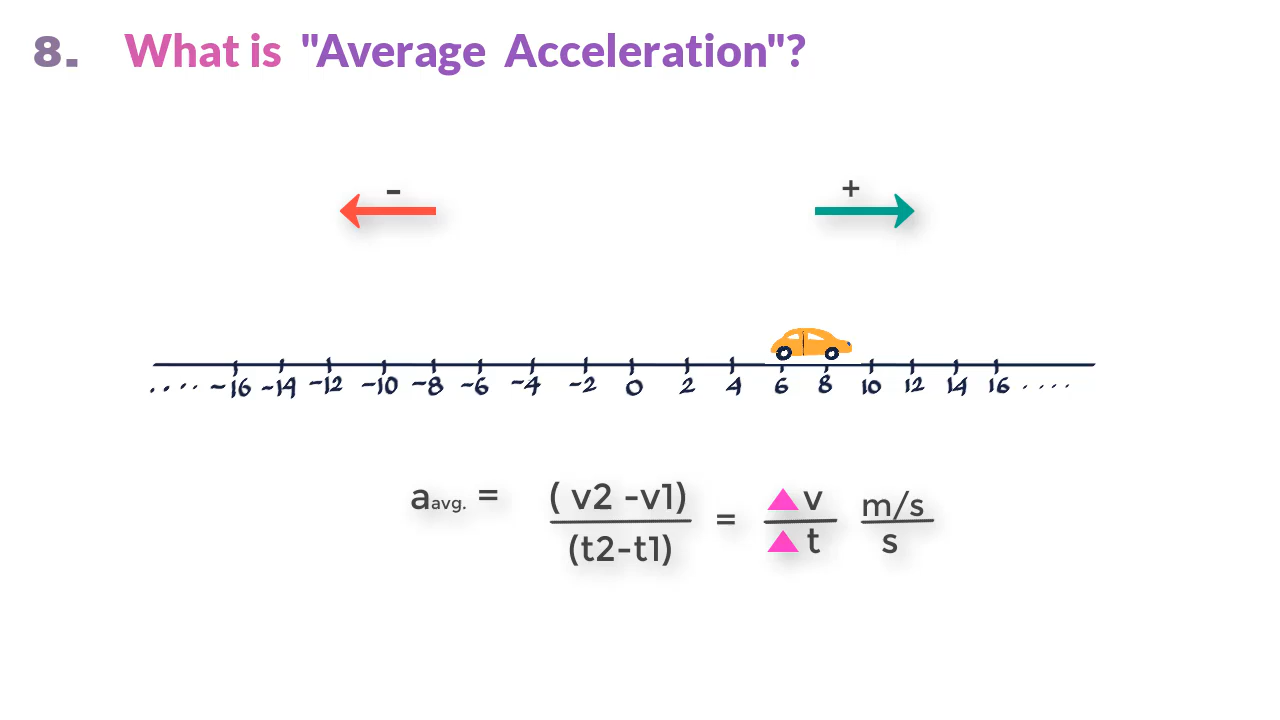 8. What is "Average Acceleration"?
- +
.... -16 -14 -12 -10 -8 -6 -4 -2 0 2 4 6 8 10 12 14 16 ....
a avg. = ( v2 -v1) / (t2-t1) = ▲v / ▲t m/s / s